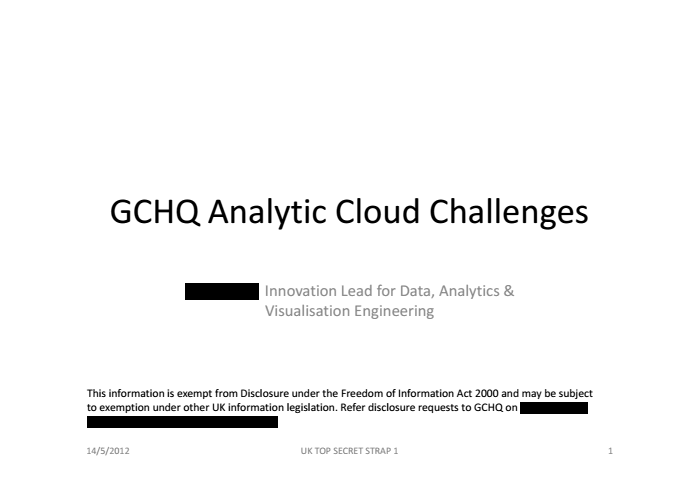 GCHQ Analytic Cloud Challenges
Innovation Lead for Data, Analytics &
Visualisation Engineering
This information is exempt from Disclosure under the Freedom of Information Act 2000 and may be subject
to exemption under other UK information legislation. Refer disclosure requests to GCHQ on
14/5/2012 UK TOP SECRET STRAP 1 1